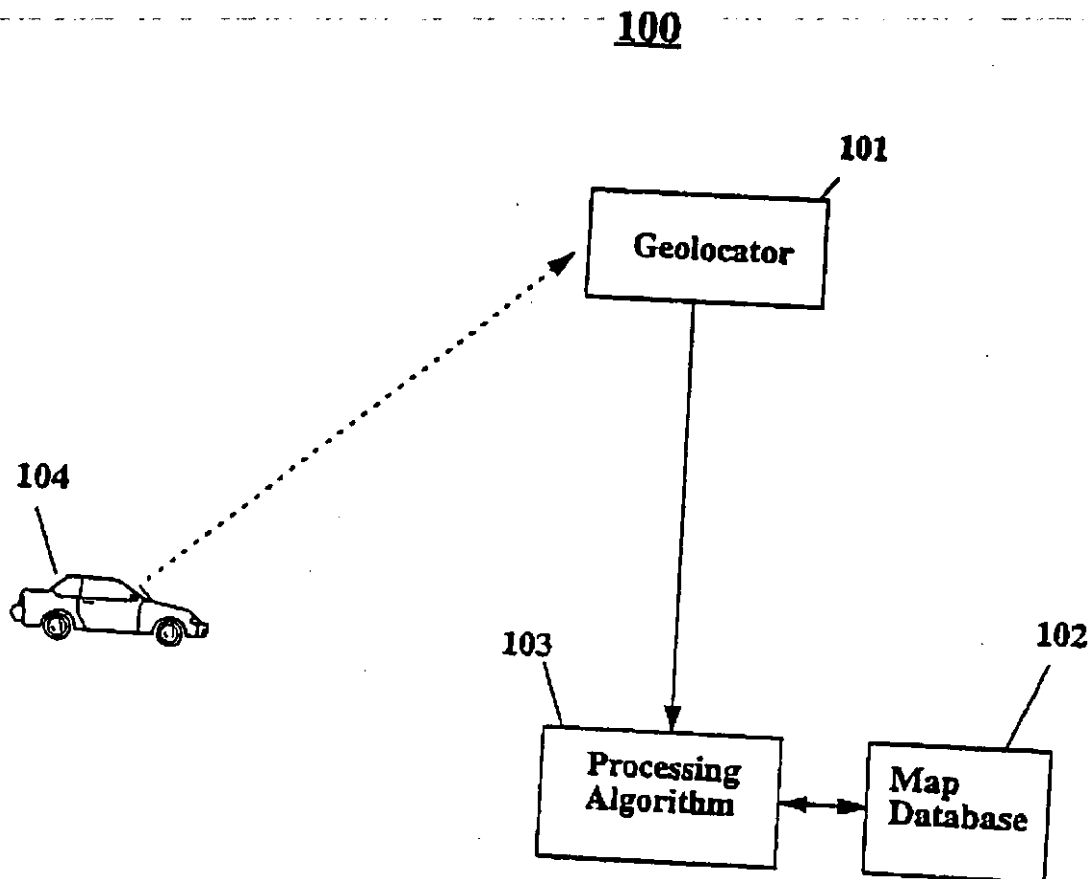 100
101
Geolocator
104
103
102
Processing
Algorithm
Map
Database